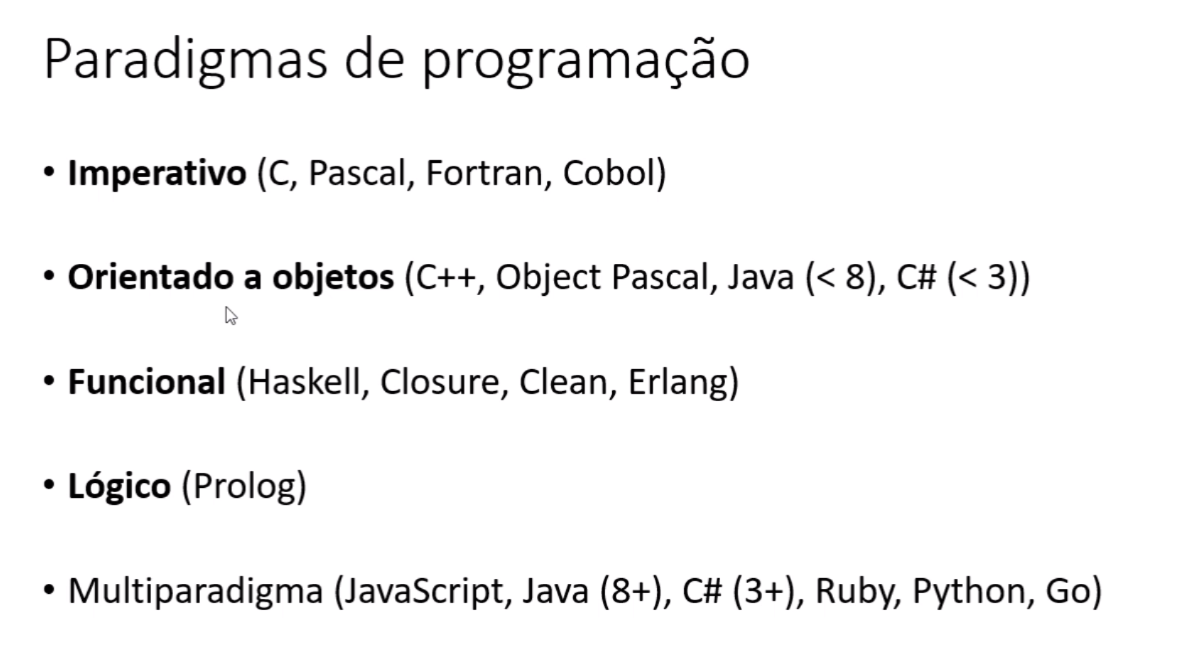 Paradigmas de programação
• Imperativo (C, Pascal, Fortran, Cobol)
• Orientado a objetos (C++, Object Pascal, Java (< 8), C# (< 3))
• Funcional (Haskell, Closure, Clean, Erlang)
• Lógico (Prolog)
• Multiparadigma (JavaScript, Java (8+), C# (3+), Ruby, Python, Go)